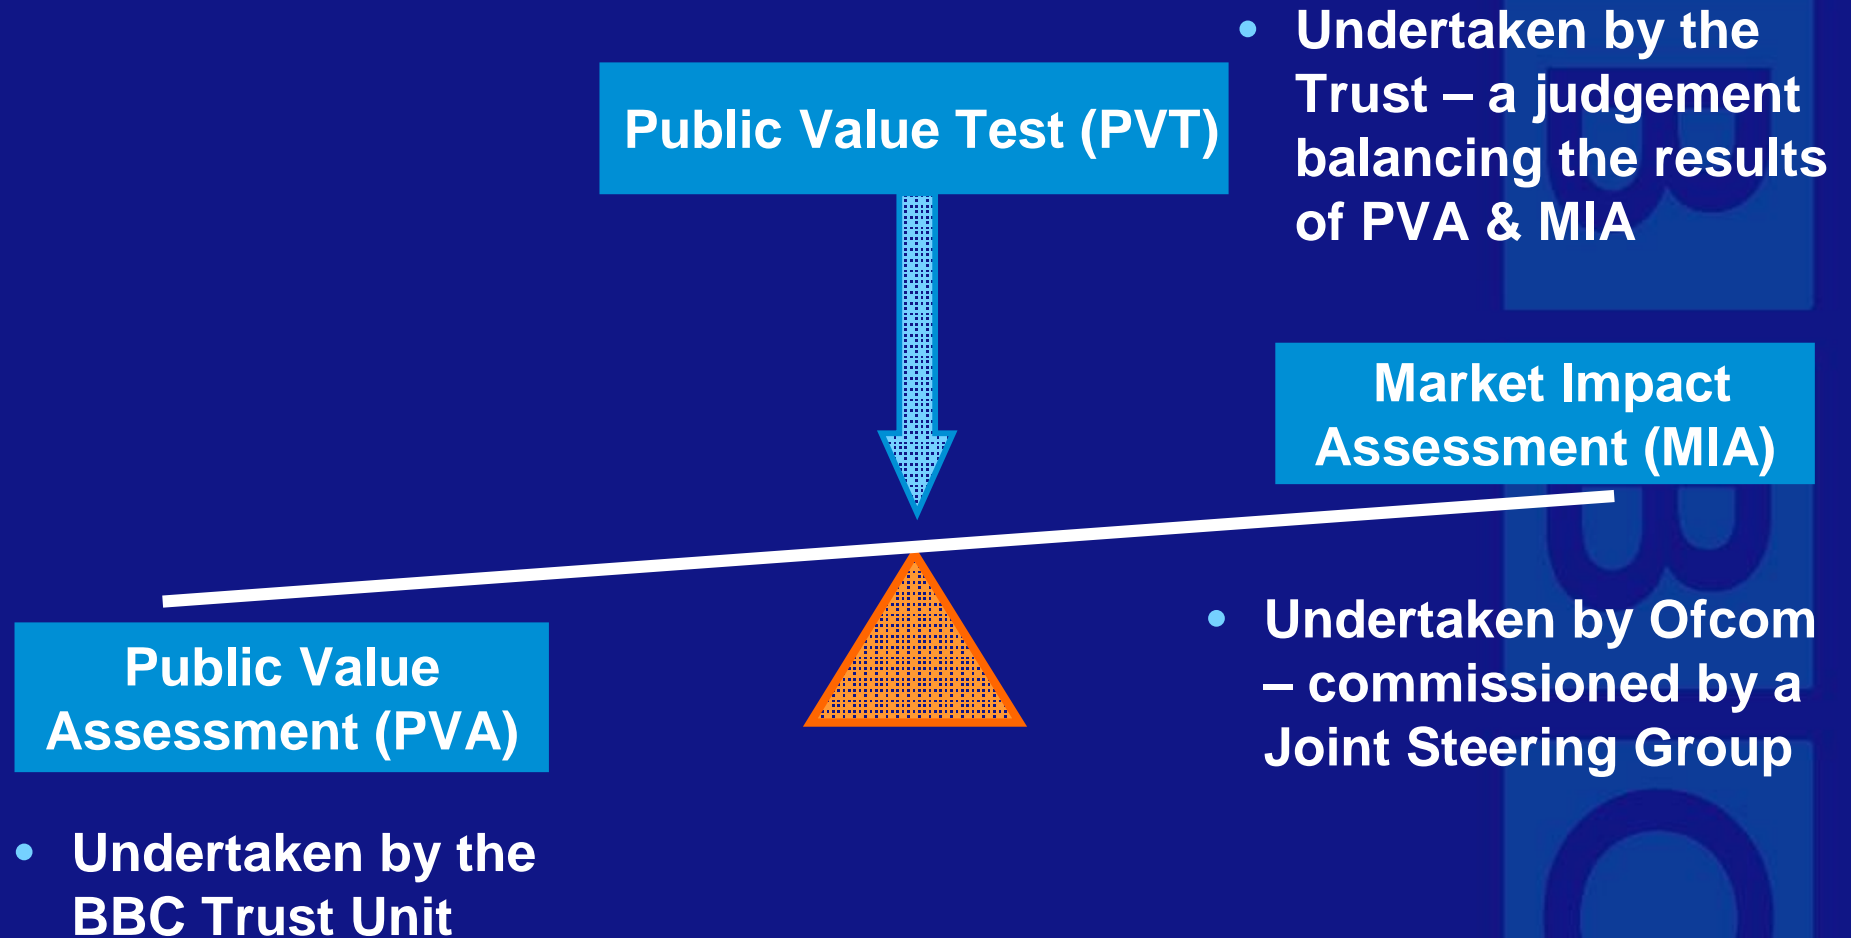 Public Value Test (PVT)
• Undertaken by the
Trust – a judgement
balancing the results
of PVA & MIA
Market Impact
Assessment (MIA)
• Undertaken by Ofcom
– commissioned by a
Joint Steering Group
Public Value
Assessment (PVA)
• Undertaken by the
BBC Trust Unit
B
B
C